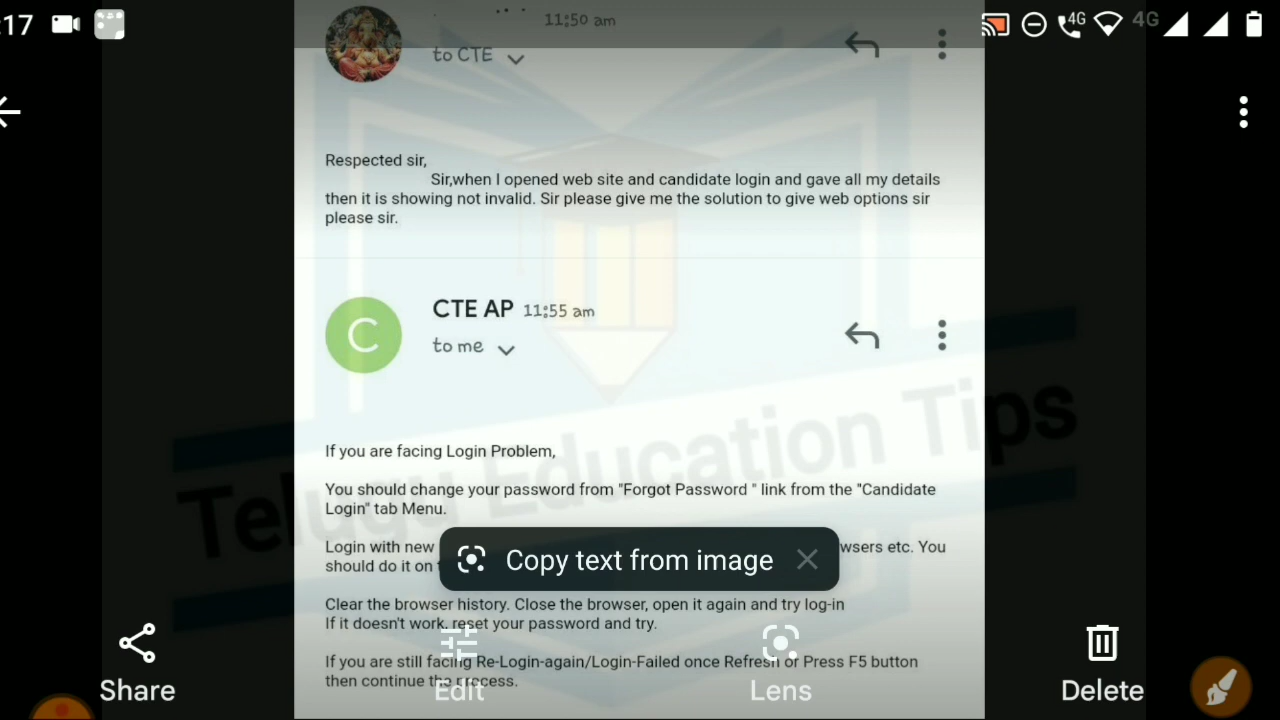 :17
4G
4G
11:50 am
to CTE
Respected sir,
Sir,when I opened web site and candidate login and gave all my details
then it is showing not invalid. Sir please give me the solution to give web options sir
please sir.
C
CTE AP 11:55 am
to me
If you are facing Login Problem,
You should change your password from "Forgot Password " link from the "Candidate
Login" tab Menu.
Login with new wsers etc. You
should do it on
Copy text from image
Clear the browser history. Close the browser, open it again and try log-in
If it doesn't work, reset your password and try.
If you are still facing Re-Login-again/Login-Failed once Refresh or Press F5 button
then continue the process.
Telugu Education Tips
Share
Edit
Lens
Delete